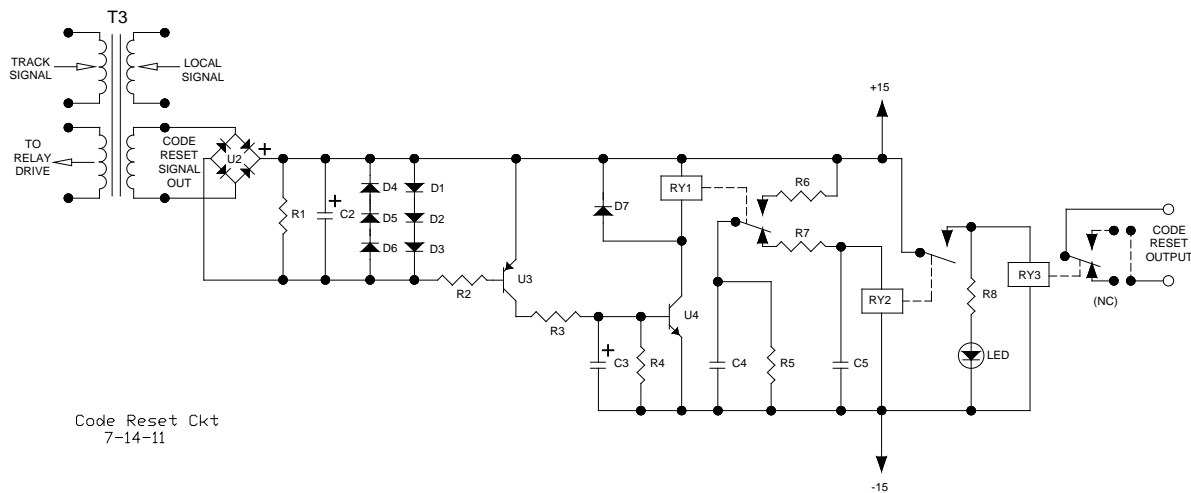 T3
TRACK
SIGNAL
LOCAL
SIGNAL
TO
RELAY
DRIVE
CODE
RESET
SIGNAL
OUT
U2
+
R1
+
C2
D4
D5
D6
D1
D2
D3
R2
U3
R3
+
C3
R4
U4
D7
RY1
C4
R5
R6
R7
C5
+15
RY2
-15
R8
LED
RY3
(NC)
CODE
RESET
OUTPUT
Code Reset Ckt
7-14-11